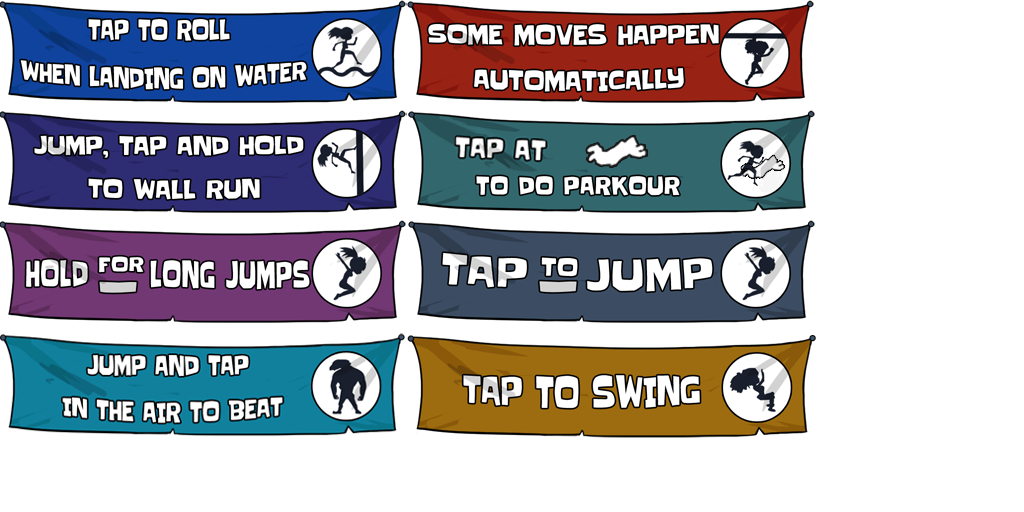 TAP TO ROLL
WHEN LANDING ON WATER
SOME MOVES HAPPEN
AUTOMATICALLY
JUMP, TAP AND HOLD
TO WALL RUN
TAP AT
TO DO PARKOUR
HOLD FOR LONG JUMPS
TAP TO JUMP
JUMP AND TAP
IN THE AIR TO BEAT
TAP TO SWING